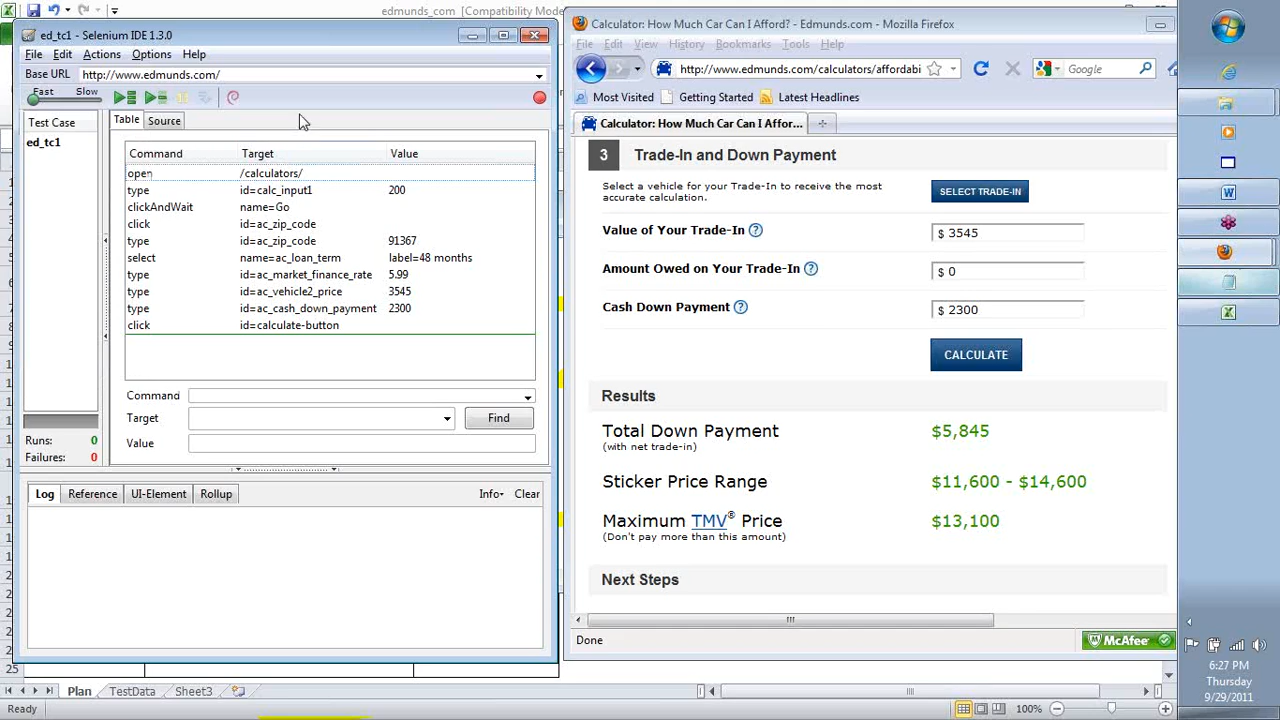 edmunds_com [Compatibility Mode
ed_tc1 - Selenium IDE 1.3.0
File Edit Actions Options Help
Base URL http://www.edmunds.com/
Fast Slow
Test Case
ed_tc1
Runs: 0
Failures: 0
Table Source
Command Target Value
open /calculators/
type id=calc_input1 200
clickAndWait name=Go
click id=ac_zip_code
type id=ac_zip_code 91367
select name=ac_loan_term label=48 months
type id=ac_market_finance_rate 5.99
type id=ac_vehicle2_price 3545
type id=ac_cash_down_payment 2300
click id=calculate-button
Command
Target Find
Value
Log Reference UI-Element Rollup Info Clear
Calculator: How Much Car Can I Afford? - Edmunds.com - Mozilla Firefox
File Edit View History Bookmarks Tools Help
http://www.edmunds.com/calculators/affordabi Google
Most Visited Getting Started Latest Headlines
Calculator: How Much Car Can I Affor...
3 Trade-In and Down Payment
Select a vehicle for your Trade-In to receive the most
accurate calculation.
SELECT TRADE-IN
Value of Your Trade-In ? $ 3545
Amount Owed on Your Trade-In ? $ 0
Cash Down Payment ? $ 2300
CALCULATE
Results
Total Down Payment $5,845
(with net trade-in)
Sticker Price Range $11,600 - $14,600
Maximum TMV® Price $13,100
(Don't pay more than this amount)
Next Steps
Done McAfee
25
Plan TestData Sheet3
Ready 100%
6:27 PM
Thursday
9/29/2011